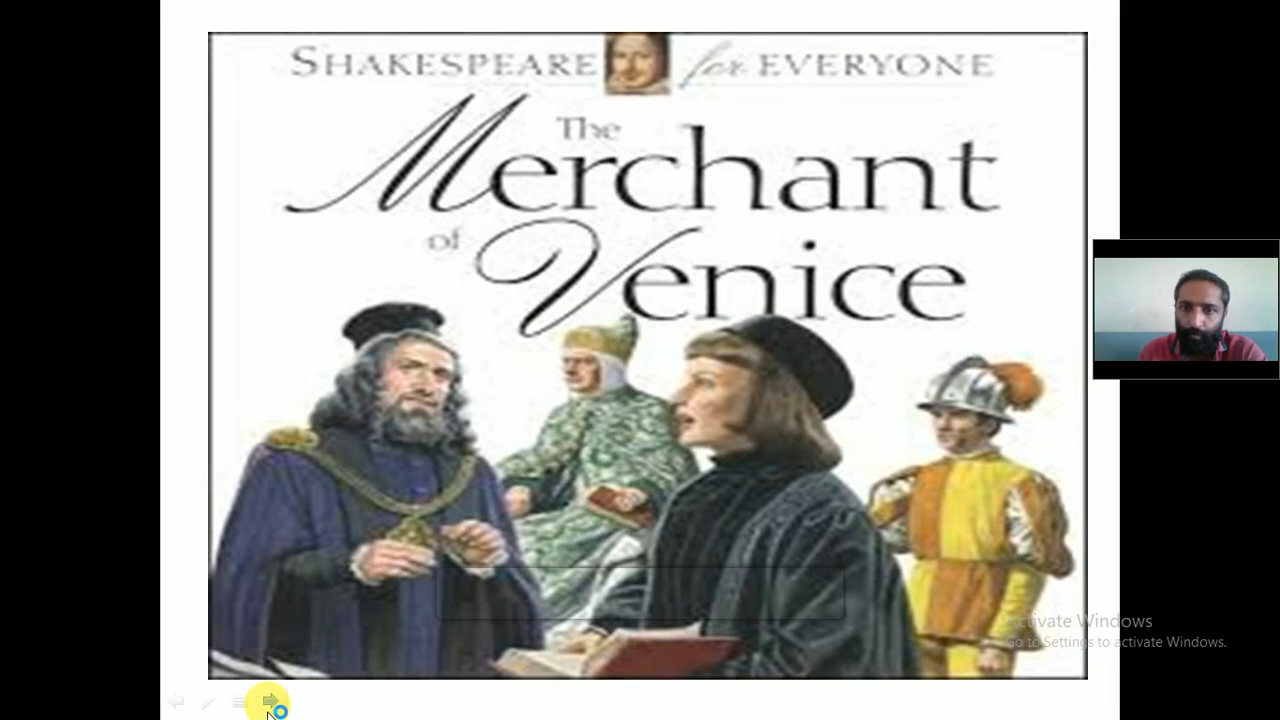 SHAKESPEARE for EVERYONE
The
Merchant
of
Venice
Activate Windows
Go to Settings to activate Windows.